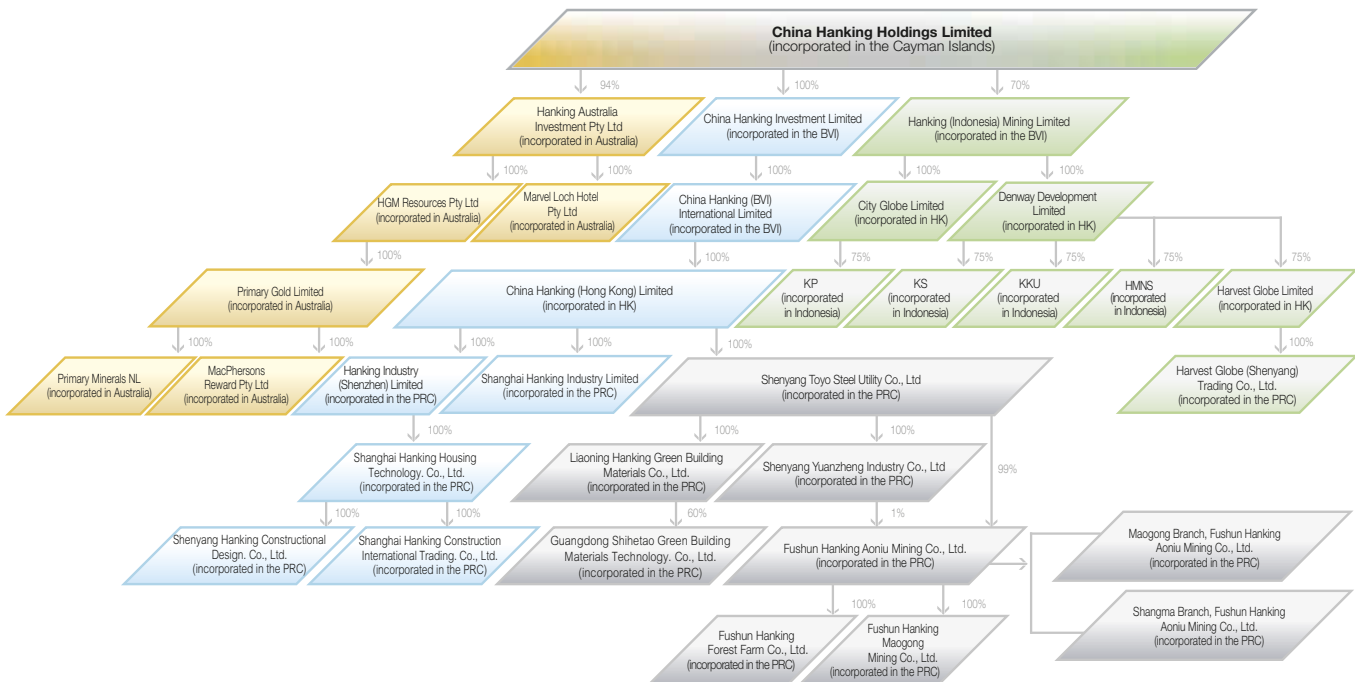 China Hanking Holdings Limited
(incorporated in the Cayman Islands)
94%
100%
70%
Hanking Australia
Investment Pty Ltd
(incorporated in Australia)
China Hanking Investment Limited
(incorporated in the BVI)
Hanking (Indonesia) Mining Limited
(incorporated in the BVI)
100%
100%
100%
100%
100%
HGM Resources Pty Ltd
(incorporated in Australia)
Marvel Loch Hotel
Pty Ltd
(incorporated in Australia)
China Hanking (BVI)
International Limited
(incorporated in the BVI)
City Globe Limited
(incorporated in HK)
Denway Development
Limited
(incorporated in HK)
100%
100%
75%
75%
75%
75%
75%
Primary Gold Limited
(incorporated in Australia)
China Hanking (Hong Kong) Limited
(incorporated in HK)
KP
(incorporated
in Indonesia)
KS
(incorporated
in Indonesia)
KKU
(incorporated
in Indonesia)
HMNS
(incorporated
in Indonesia)
Harvest Globe Limited
(incorporated in HK)
100%
100%
100%
100%
100%
100%
Primary Minerals NL
(incorporated in Australia)
MacPhersons
Reward Pty Ltd
(incorporated in Australia)
Hanking Industry
(Shenzhen) Limited
(incorporated in the PRC)
Shanghai Hanking Industry Limited
(incorporated in the PRC)
Shenyang Toyo Steel Utility Co., Ltd
(incorporated in the PRC)
Harvest Globe (Shenyang)
Trading Co., Ltd.
(incorporated in the PRC)
100%
100%
100%
99%
Shanghai Hanking Housing
Technology. Co., Ltd.
(incorporated in the PRC)
Liaoning Hanking Green Building
Materials Co., Ltd.
(incorporated in the PRC)
Shenyang Yuanzheng Industry Co., Ltd
(incorporated in the PRC)
100%
100%
60%
1%
Shenyang Hanking Constructional
Design. Co., Ltd.
(incorporated in the PRC)
Shanghai Hanking Construction
International Trading. Co., Ltd.
(incorporated in the PRC)
Guangdong Shihetao Green Building
Materials Technology. Co., Ltd.
(incorporated in the PRC)
Fushun Hanking Aoniu Mining Co., Ltd.
(incorporated in the PRC)
Maogong Branch, Fushun Hanking
Aoniu Mining Co., Ltd.
(incorporated in the PRC)
100%
100%
Shangma Branch, Fushun Hanking
Aoniu Mining Co., Ltd.
(incorporated in the PRC)
Fushun Hanking
Forest Farm Co., Ltd.
(incorporated in the PRC)
Fushun Hanking
Maogong
Mining Co., Ltd.
(incorporated in the PRC)